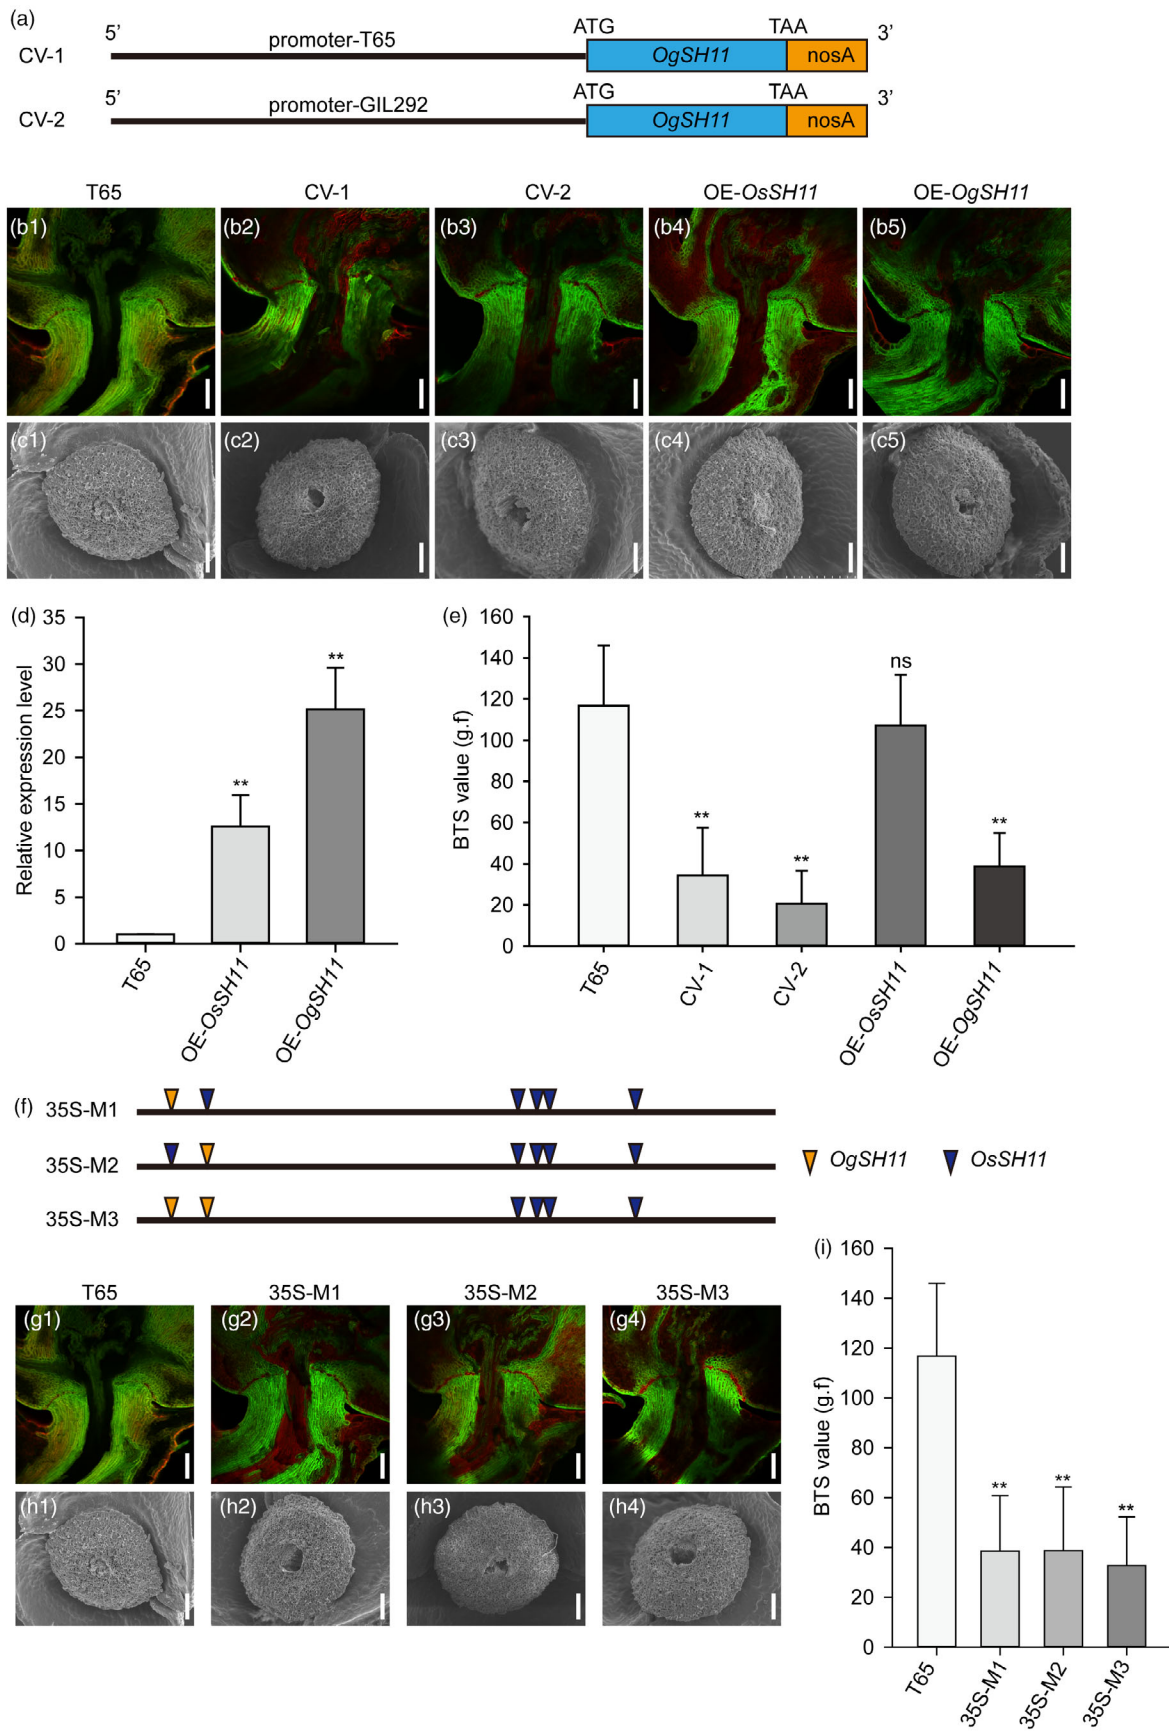 (a)
5’ promoter-T65 ATG TAA 3’
CV-1 OgSH11 nosA
5’ promoter-GIL292 ATG TAA 3’
CV-2 OgSH11 nosA
T65 CV-1 CV-2 OE-OsSH11 OE-OgSH11
(b1) (b2) (b3) (b4) (b5)
(c1) (c2) (c3) (c4) (c5)
(d)
Relative expression level
35
30
25
20
15
10
5
0
**
**
T65 OE-OsSH11 OE-OgSH11
(e)
BTS value (g.f)
160
140
120
100
80
60
40
20
0
**
**
ns
**
T65 CV-1 CV-2 OE-OsSH11 OE-OgSH11
(f)
35S-M1
35S-M2
35S-M3
OgSH11 OsSH11
T65 35S-M1 35S-M2 35S-M3
(g1) (g2) (g3) (g4)
(h1) (h2) (h3) (h4)
(i)
BTS value (g.f)
160
140
120
100
80
60
40
20
0
**
**
**
T65 35S-M1 35S-M2 35S-M3